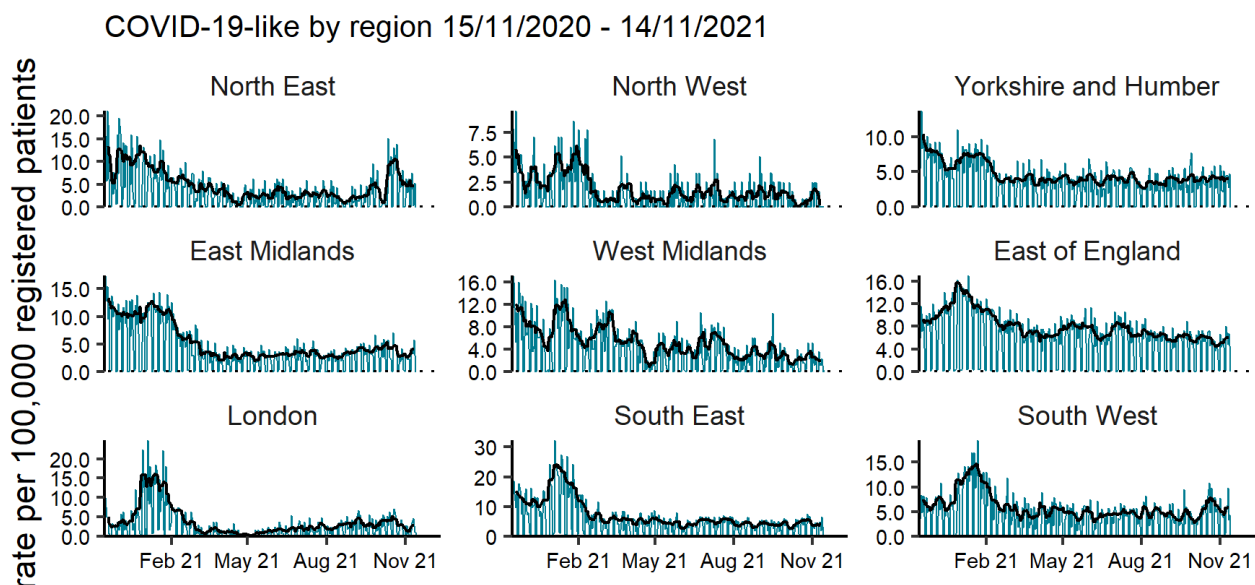 COVID-19-like by region 15/11/2020 - 14/11/2021
rate per 100,000 registered patients
North East
20.0
15.0
10.0
5.0
0.0
North West
7.5
5.0
2.5
0.0
Yorkshire and Humber
10.0
5.0
0.0
East Midlands
15.0
10.0
5.0
0.0
West Midlands
16.0
12.0
8.0
4.0
0.0
East of England
16.0
12.0
8.0
4.0
0.0
London
20.0
15.0
10.0
5.0
0.0
Feb 21 May 21 Aug 21 Nov 21
South East
30
20
10
0
Feb 21 May 21 Aug 21 Nov 21
South West
15.0
10.0
5.0
0.0
Feb 21 May 21 Aug 21 Nov 21